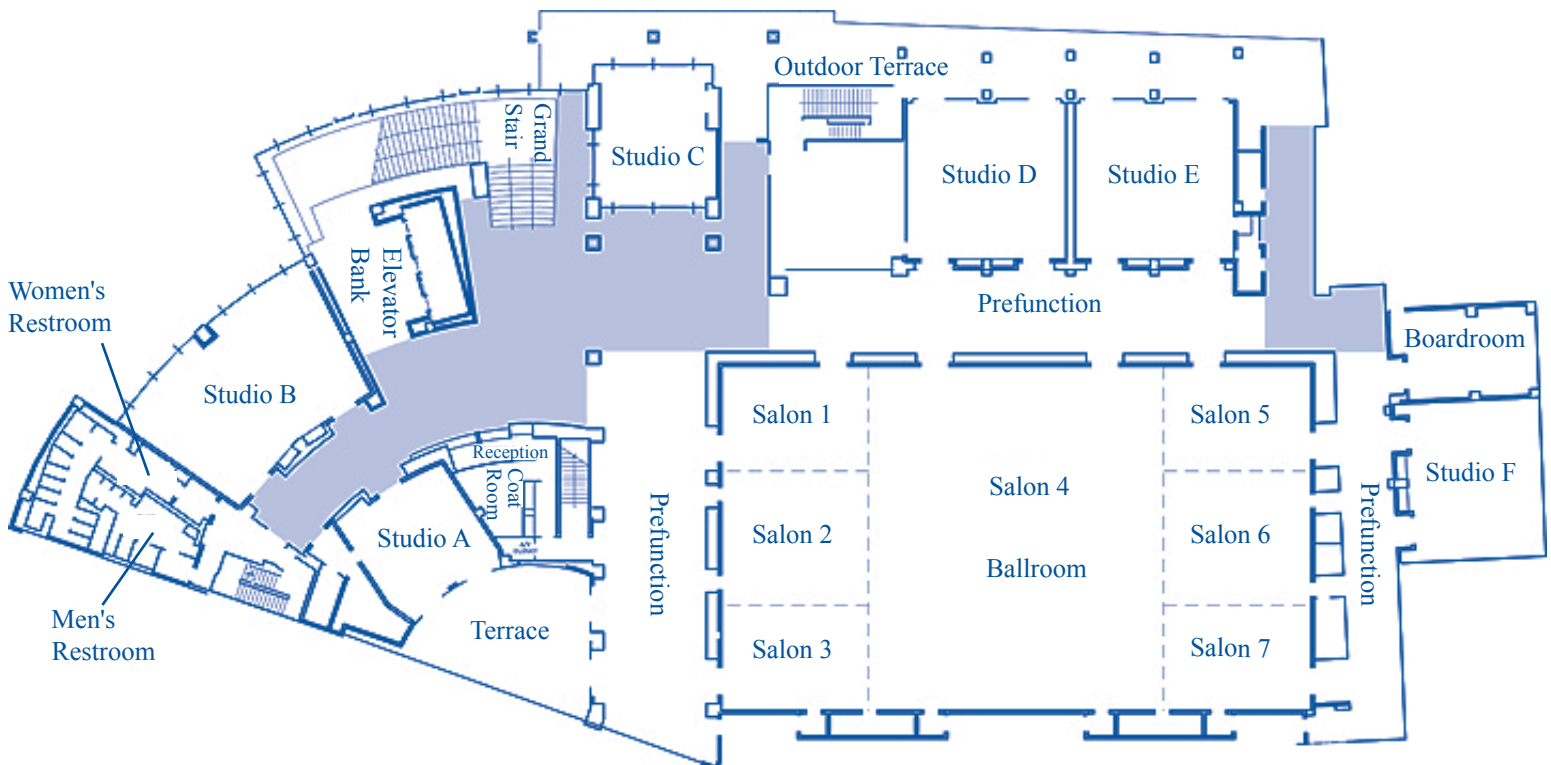 Outdoor Terrace
Grand
Stair
Studio C
Studio D
Studio E
Elevator
Bank
Women's
Restroom
Prefunction
Boardroom
Studio B
Salon 1
Salon 5
Reception
Coat
Room
Salon 4
Studio F
Prefunction
Prefunction
Studio A
Salon 2
Salon 6
Ballroom
Men's
Restroom
Terrace
Salon 3
Salon 7